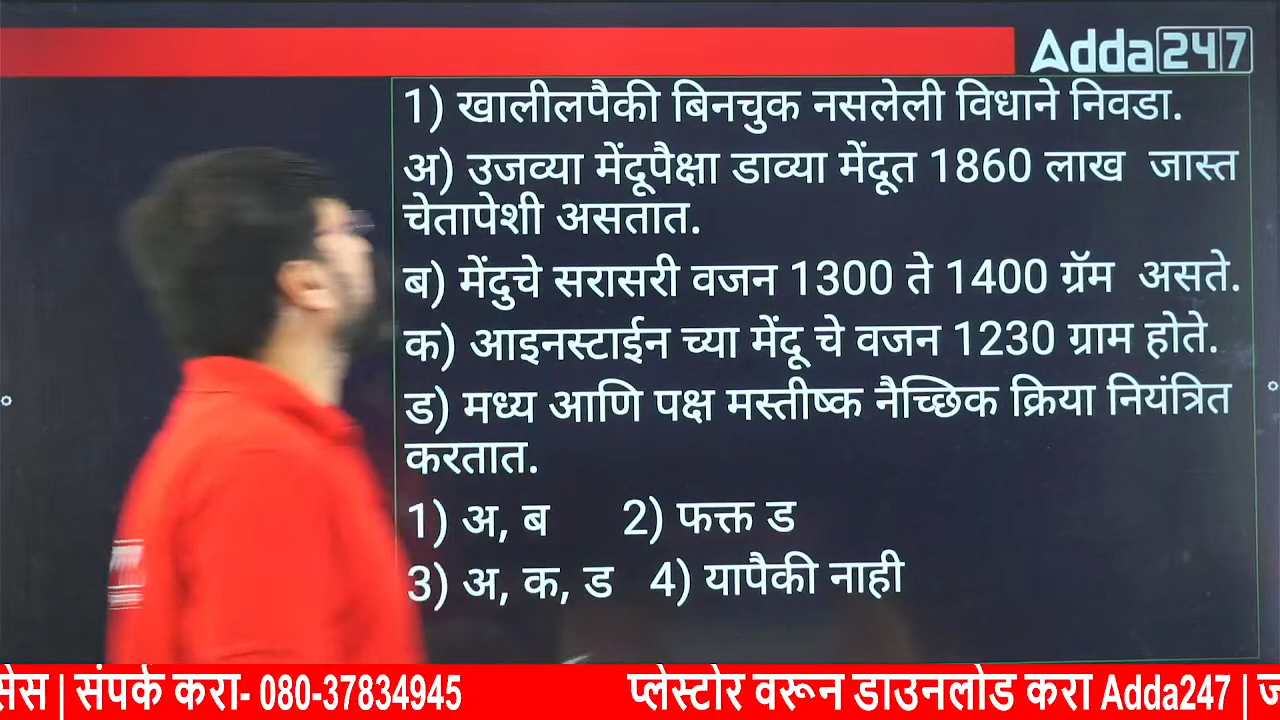 Adda247
1) खालीलपैकी बिनचुक नसलेली विधाने निवडा.
अ) उजव्या मेंदूपैक्षा डाव्या मेंदूत 1860 लाख जास्त
चेतापेशी असतात.
ब) मेंदुचे सरासरी वजन 1300 ते 1400 ग्रॅम असते.
क) आइनस्टाईन च्या मेंदू चे वजन 1230 ग्राम होते.
ड) मध्य आणि पक्ष मस्तीष्क नैच्छिक क्रिया नियंत्रित
करतात.
1) अ, ब 2) फक्त ड
3) अ, क, ड 4) यापैकी नाही
| संपर्क करा- 080-37834945 प्लेस्टोर वरून डाउनलोड करा Adda247 |